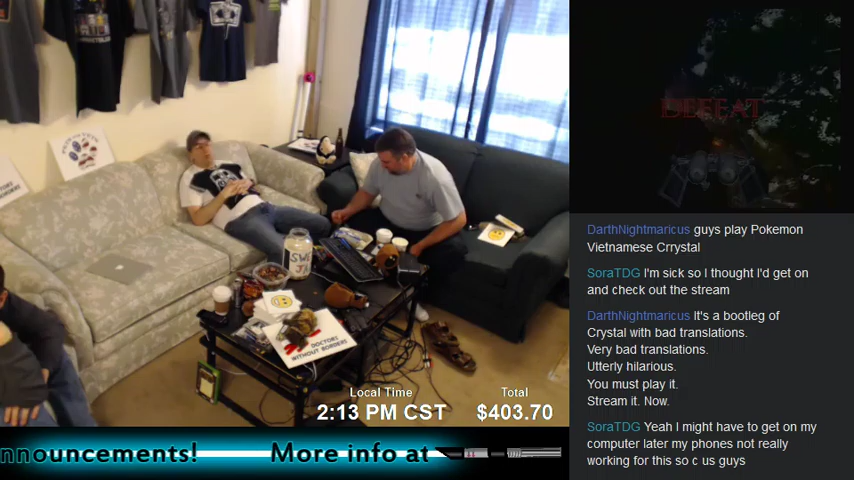 DEFEAT
SWE
JA
DOCTORS
WITHOUT BORDERS
Local Time
2:13 PM CST
Total
$403.70
nnouncements!
More info at
DarthNightmaricus guys play Pokemon
Vietnamese Crrystal
SoraTDG I'm sick so I thought I'd get on
and check out the stream
DarthNightmaricus It's a bootleg of
Crystal with bad translations.
Very bad translations.
Utterly hilarious.
You must play it.
Stream it. Now.
SoraTDG Yeah I might have to get on my
computer later my phones not really
working for this so c us guys